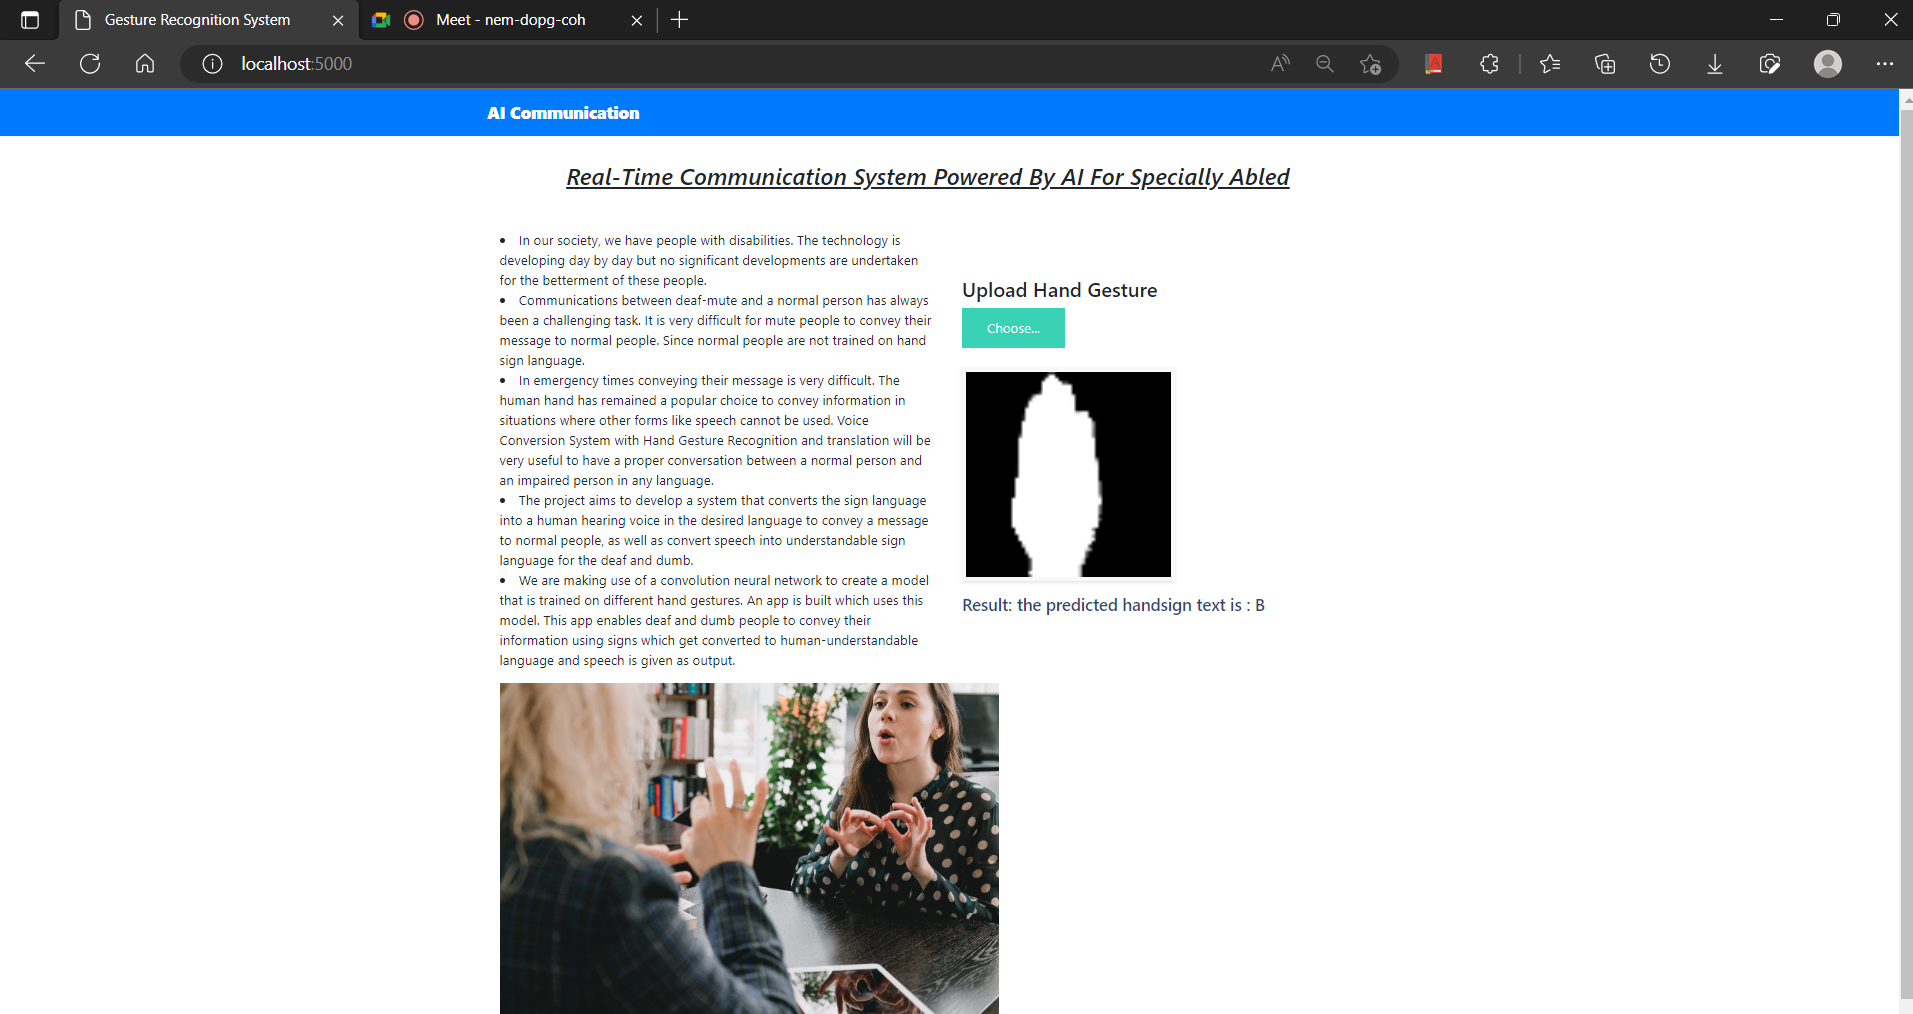 Gesture Recognition System
Meet - nem-dopg-coh
localhost:5000
AI Communication
Real-Time Communication System Powered By AI For Specially Abled
• In our society, we have people with disabilities. The technology is
developing day by day but no significant developments are undertaken
for the betterment of these people.
• Communications between deaf-mute and a normal person has always
been a challenging task. It is very difficult for mute people to convey their
message to normal people. Since normal people are not trained on hand
sign language.
• In emergency times conveying their message is very difficult. The
human hand has remained a popular choice to convey information in
situations where other forms like speech cannot be used. Voice
Conversion System with Hand Gesture Recognition and translation will be
very useful to have a proper conversation between a normal person and
an impaired person in any language.
• The project aims to develop a system that converts the sign language
into a human hearing voice in the desired language to convey a message
to normal people, as well as convert speech into understandable sign
language for the deaf and dumb.
• We are making use of a convolution neural network to create a model
that is trained on different hand gestures. An app is built which uses this
model. This app enables deaf and dumb people to convey their
information using signs which get converted to human-understandable
language and speech is given as output.
Upload Hand Gesture
Choose...
Result: the predicted handsign text is : B